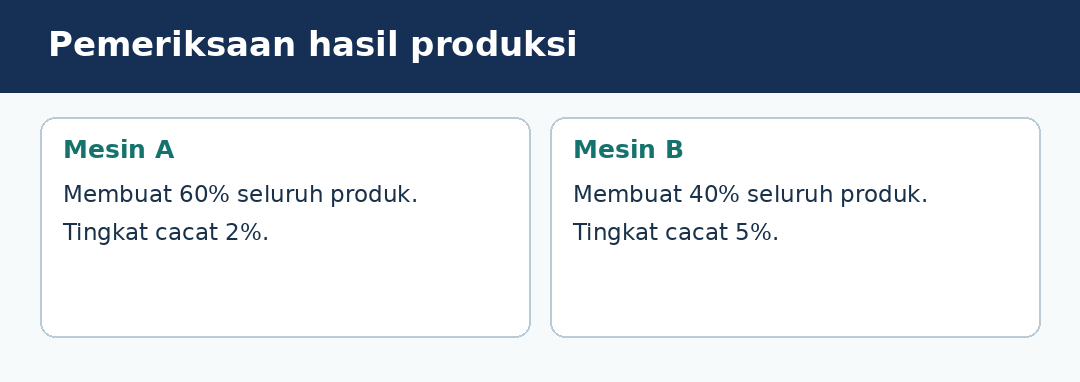 Pemeriksaan hasil produksi
Mesin A
Membuat 60% seluruh produk.
Tingkat cacat 2%.
Mesin B
Membuat 40% seluruh produk.
Tingkat cacat 5%.